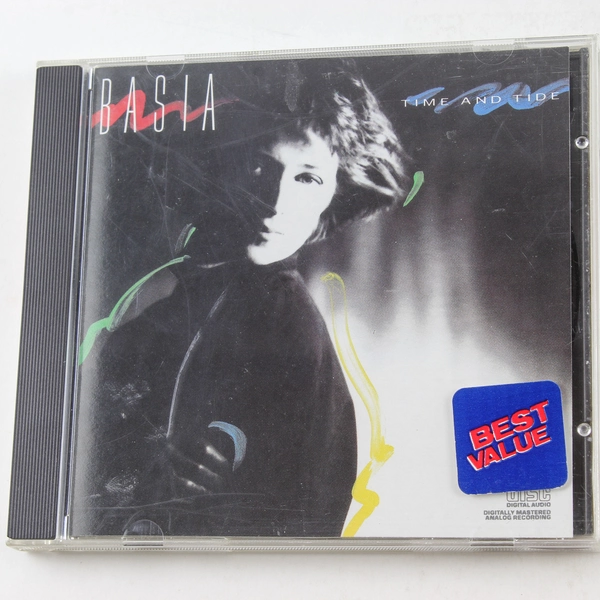 BASIA
TIME AND TIDE
BEST
VALUE
DISC
DIGITAL AUDIO
DIGITALLY MASTERED
ANALOG RECORDING